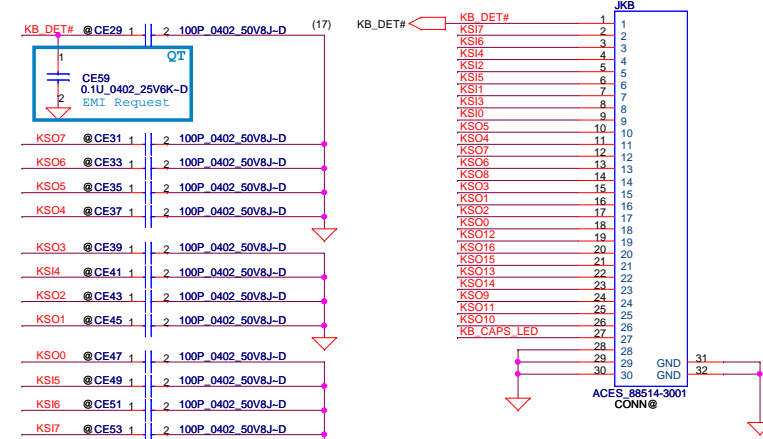 KB_DET# @CE29 1 2 100P_0402_50V8J~D (17)
QT
1
CE59
0.1U_0402_25V6K~D
2
EMI Request
KSO7 @CE31 1 2 100P_0402_50V8J~D
KSO6 @CE33 1 2 100P_0402_50V8J~D
KSO5 @CE35 1 2 100P_0402_50V8J~D
KSO4 @CE37 1 2 100P_0402_50V8J~D
KSO3 @CE39 1 2 100P_0402_50V8J~D
KSI4 @CE41 1 2 100P_0402_50V8J~D
KSO2 @CE43 1 2 100P_0402_50V8J~D
KSO1 @CE45 1 2 100P_0402_50V8J~D
KSO0 @CE47 1 2 100P_0402_50V8J~D
KSI5 @CE49 1 2 100P_0402_50V8J~D
KSI6 @CE51 1 2 100P_0402_50V8J~D
KSI7 @CE53 1 2 100P_0402_50V8J~D
JKB
KB_DET# KB_DET# 1 1
KSI7 2 2
KSI6 3 3
KSI4 4 4
KSI2 5 5
KSI5 6 6
KSI1 7 7
KSI3 8 8
KSI0 9 9
KSO5 10 10
KSO4 11 11
KSO7 12 12
KSO6 13 13
KSO8 14 14
KSO3 15 15
KSO1 16 16
KSO2 17 17
KSO0 18 18
KSO12 19 19
KSO16 20 20
KSO15 21 21
KSO13 22 22
KSO14 23 23
KSO9 24 24
KSO11 25 25
KSO10 26 26
KB_CAPS_LED 27 27
28 28
29 29 GND 31
30 30 GND 32
ACES_88514-3001
CONN@